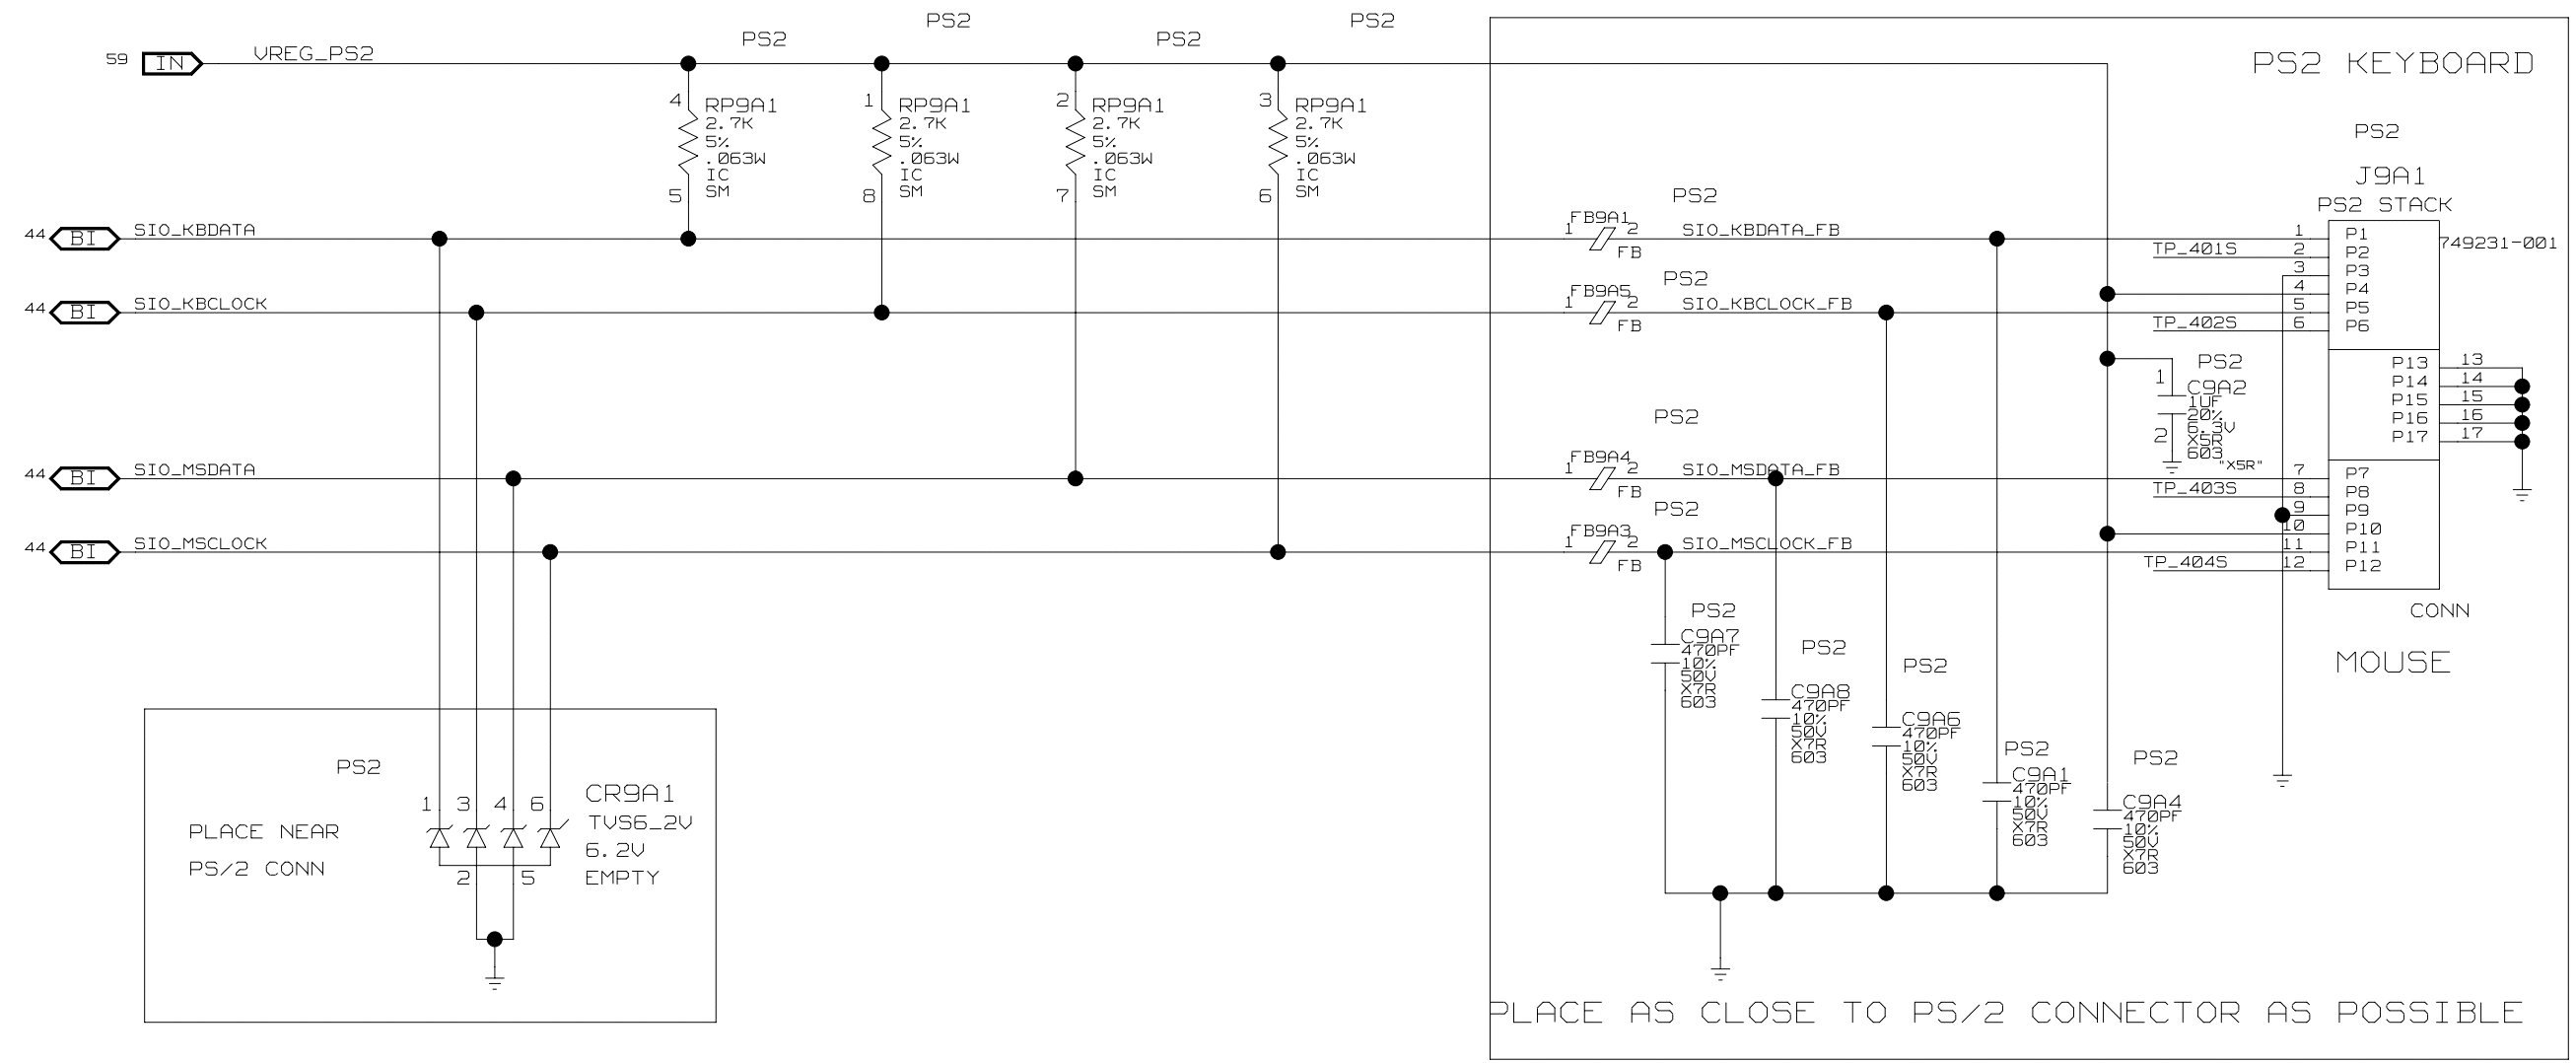 PS2
PS2
PS2
PS2
59 IN VREG_PS2
PS2 KEYBOARD
4 RP9A1
2.7K
5%
.063W
IC
SM
5
1 RP9A1
2.7K
5%
.063W
IC
SM
8
2 RP9A1
2.7K
5%
.063W
IC
SM
7
3 RP9A1
2.7K
5%
.063W
IC
SM
6
44 BI SIO_KBDATA
44 BI SIO_KBCLOCK
44 BI SIO_MSDATA
44 BI SIO_MSCLOCK
PS2
FB9A1
1 2
FB
SIO_KBDATA_FB
PS2
FB9A5
1 2
FB
SIO_KBCLOCK_FB
PS2
FB9A4
1 2
FB
SIO_MSDATA_FB
PS2
FB9A3
1 2
FB
SIO_MSCLOCK_FB
PS2
J9A1
PS2 STACK
749231-001
1 P1
TP_401S 2 P2
3 P3
4 P4
5 P5
TP_402S 6 P6
P13 13
P14 14
P15 15
P16 16
P17 17
7 P7
TP_403S 8 P8
9 P9
10 P10
11 P11
TP_404S 12 P12
CONN
MOUSE
PS2
1 C9A2
1UF
20%
6.3V
2 X5R
603
"X5R"
PS2
C9A7
470PF
10%
50V
X7R
603
PS2
C9A8
470PF
10%
50V
X7R
603
PS2
C9A6
470PF
10%
50V
X7R
603
PS2
C9A1
470PF
10%
50V
X7R
603
PS2
C9A4
470PF
10%
50V
X7R
603
PS2
1 3 4 6
CR9A1
TVS6_2V
6.2V
EMPTY
2 5
PLACE NEAR
PS/2 CONN
PLACE AS CLOSE TO PS/2 CONNECTOR AS POSSIBLE